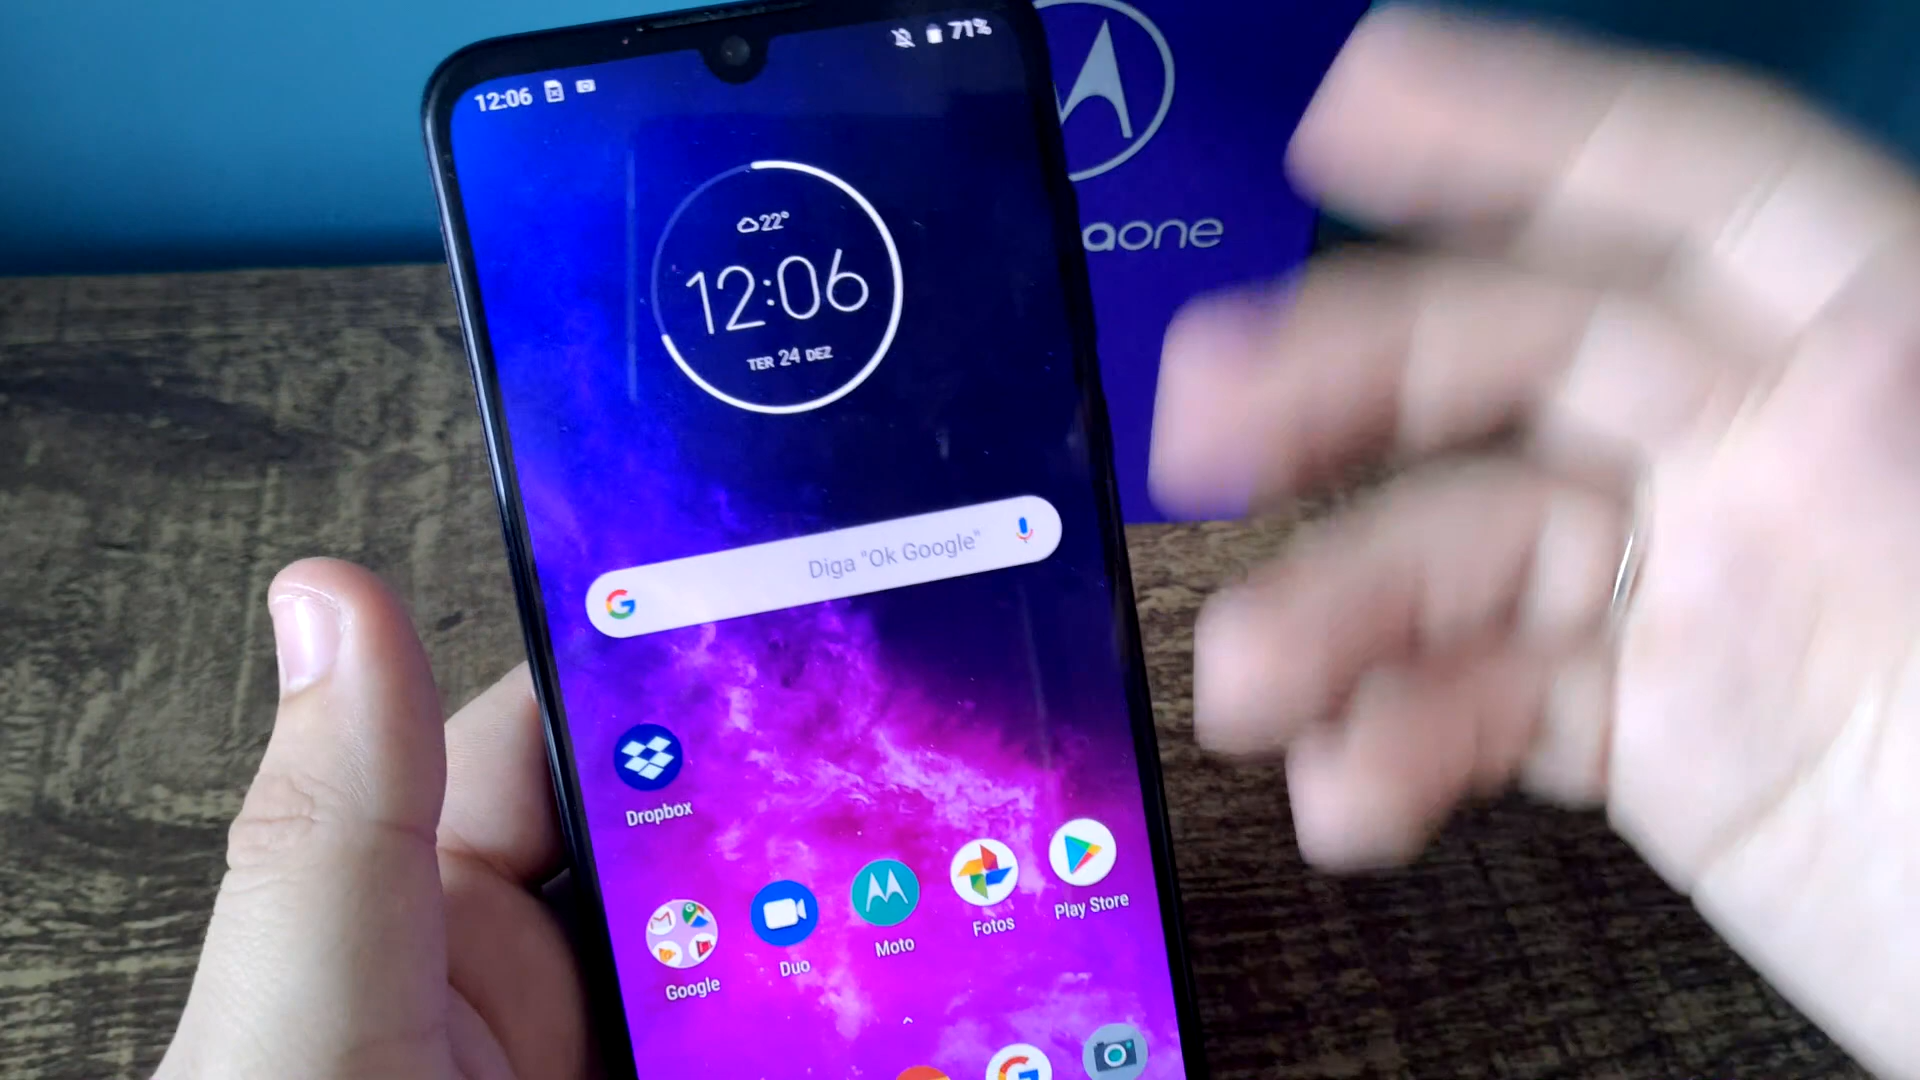 12:06
71%
22°
12:06
TER 24 DEZ
Diga "Ok Google"
Dropbox
Google
Duo
Moto
Fotos
Play Store
aone